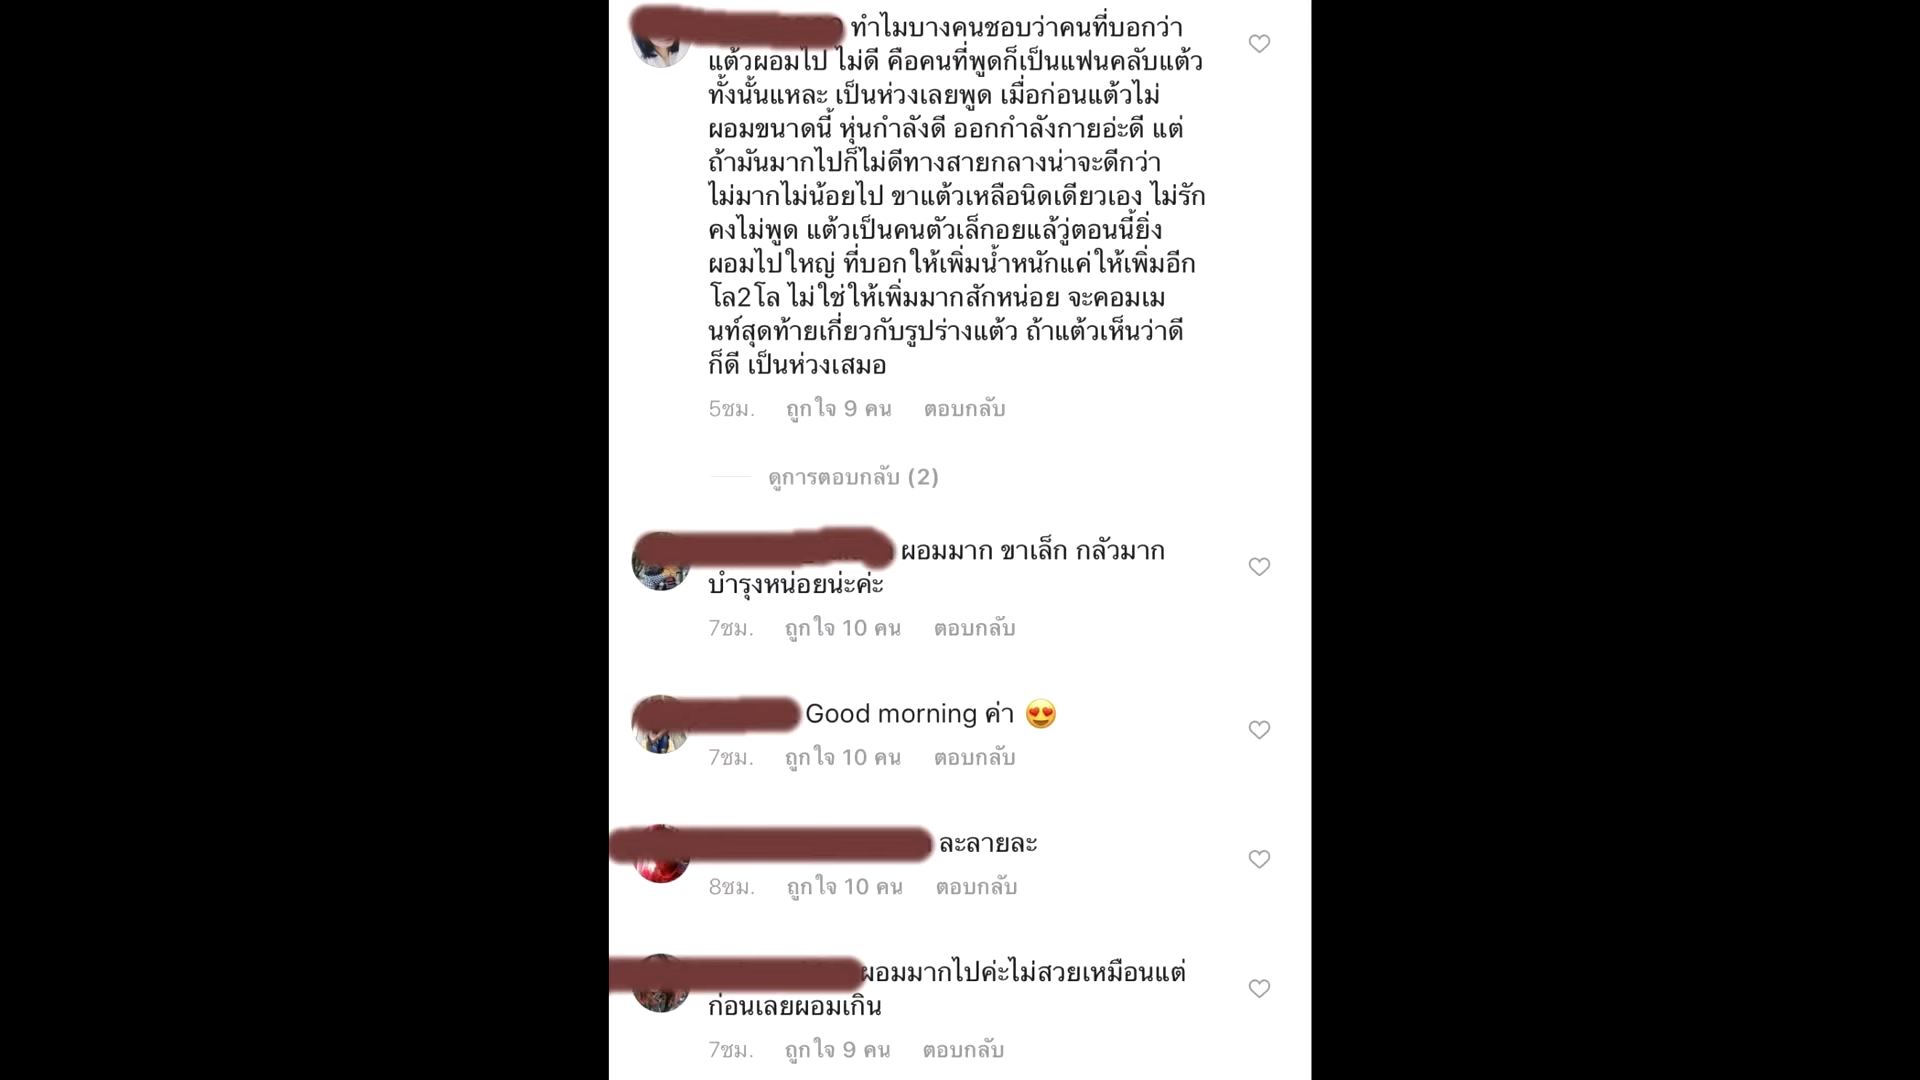 ทำไมบางคนชอบว่าคนที่บอกว่า
แต้วผอมไป ไม่ดี คือคนที่พูดก็เป็นแฟนคลับแต้ว
ทั้งนั้นแหละ เป็นห่วงเลยพูด เมื่อก่อนแต้วไม่
ผอมขนาดนี้ หุ่นกำลังดี ออกกำลังกายอ่ะดี แต่
ถ้ามันมากไปก็ไม่ดีทางสายกลางน่าจะดีกว่า
ไม่มากไม่น้อยไป ขาแต้วเหลือนิดเดียวเอง ไม่รัก
คงไม่พูด แต้วเป็นคนตัวเล็กอยแล้วู่ตอนนี้ยิ่ง
ผอมไปใหญ่ ที่บอกให้เพิ่มน้ำหนักแค่ให้เพิ่มอีก
โล2โล ไม่ใช่ให้เพิ่มมากสักหน่อย จะคอมเม
นท์สุดท้ายเกี่ยวกับรูปร่างแต้ว ถ้าแต้วเห็นว่าดี
ก็ดี เป็นห่วงเสมอ
5ชม. ถูกใจ 9 คน ตอบกลับ
ดูการตอบกลับ (2)
ผอมมาก ขาเล็ก กลัวมาก
บำรุงหน่อยน่ะค่ะ
7ชม. ถูกใจ 10 คน ตอบกลับ
Good morning ค่า 😍
7ชม. ถูกใจ 10 คน ตอบกลับ
ละลายละ
8ชม. ถูกใจ 10 คน ตอบกลับ
ผอมมากไปค่ะไม่สวยเหมือนแต่
ก่อนเลยผอมเกิน
7ชม. ถูกใจ 9 คน ตอบกลับ